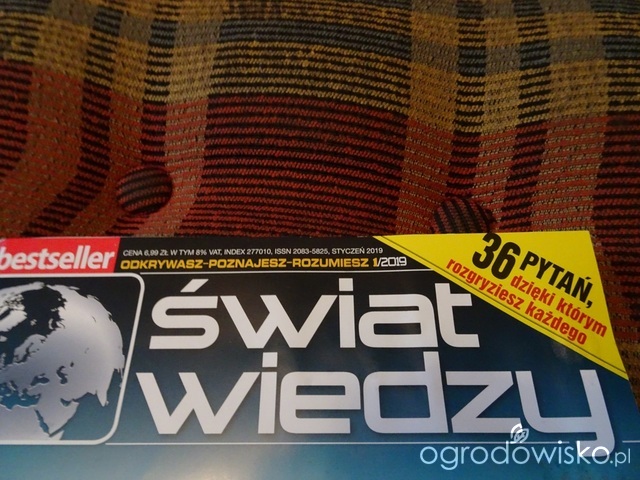 bestseller
CENA 6,99 ZŁ W TYM 8% VAT, INDEX 277010, ISSN 2083-5825, STYCZEŃ 2019
ODKRYWASZ–POZNAJESZ–ROZUMIESZ 1/2019
świat
wiedzy
36 PYTAŃ,
dzięki którym
rozgryziesz każdego
ogrodowisko.pl